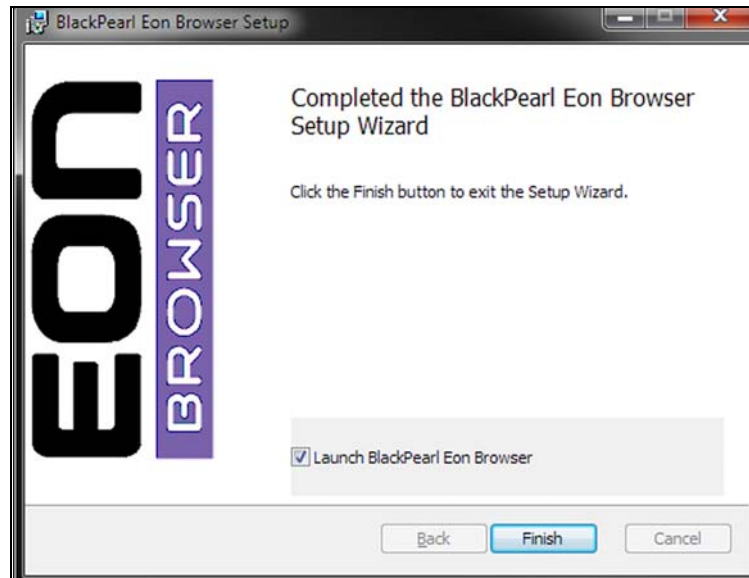 BlackPearl Eon Browser Setup
EON
BROWSER
Completed the BlackPearl Eon Browser
Setup Wizard
Click the Finish button to exit the Setup Wizard.
Launch BlackPearl Eon Browser
Back
Finish
Cancel